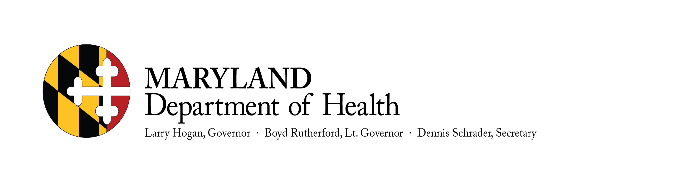 MARYLAND
Department of Health
Larry Hogan, Governor · Boyd Rutherford, Lt. Governor · Dennis Schrader, Secretary